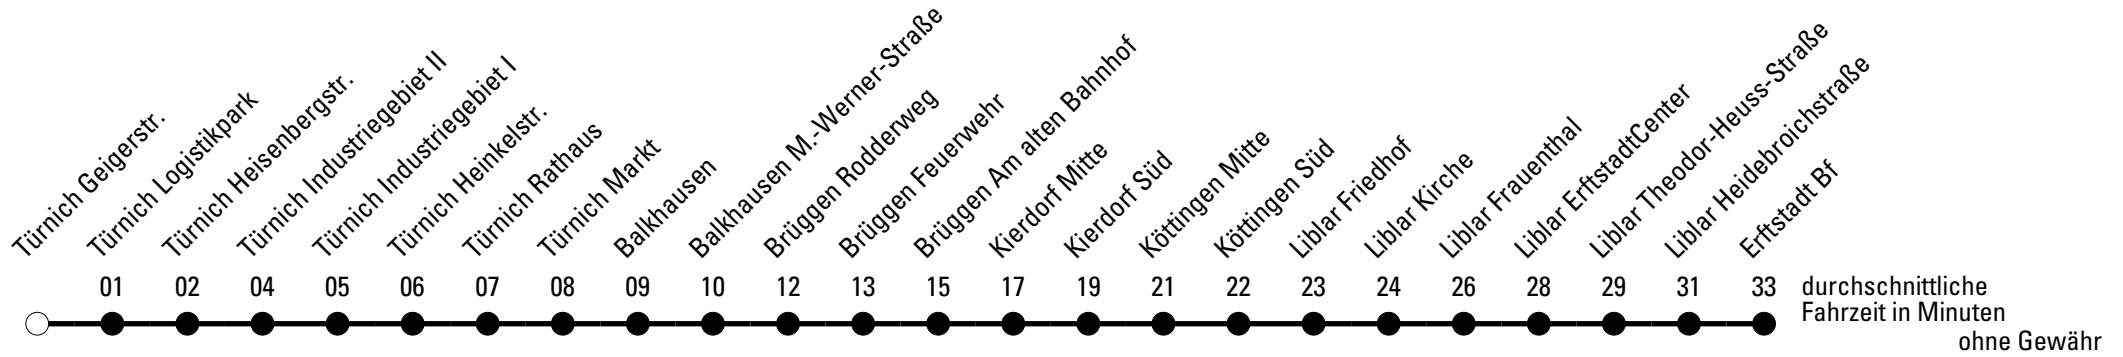 Türnich Geigerstr.
Türnich Logistikpark
Türnich Heisenbergstr.
Türnich Industriegebiet II
Türnich Industriegebiet I
Türnich Heinkelstr.
Türnich Rathaus
Türnich Markt
Balkhausen
Balkhausen M.-Werner-Straße
Brüggen Rodderweg
Brüggen Feuerwehr
Brüggen Am alten Bahnhof
Kierdorf Mitte
Kierdorf Süd
Köttingen Mitte
Köttingen Süd
Liblar Friedhof
Liblar Kirche
Liblar Frauenthal
Liblar ErftstadtCenter
Liblar Theodor-Heuss-Straße
Liblar Heidebroichstraße
Erftstadt Bf
01 02 04 05 06 07 08 09 10 12 13 15 17 19 21 22 23 24 26 28 29 31 33 durchschnittliche
Fahrzeit in Minuten
ohne Gewähr